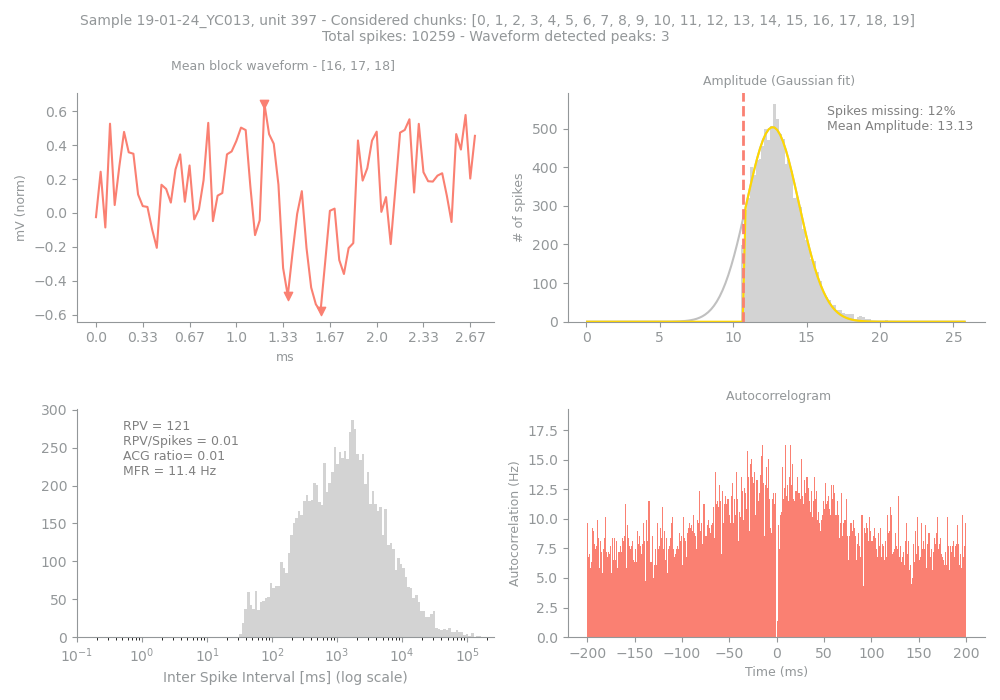 Sample 19-01-24_YC013, unit 397 - Considered chunks: [0, 1, 2, 3, 4, 5, 6, 7, 8, 9, 10, 11, 12, 13, 14, 15, 16, 17, 18, 19]
Total spikes: 10259 - Waveform detected peaks: 3
Mean block waveform - [16, 17, 18]
0.6
0.4
0.2
0.0
−0.2
−0.4
−0.6
mV (norm)
0.0 0.33 0.67 1.0 1.33 1.67 2.0 2.33 2.67
ms
Amplitude (Gaussian fit)
Spikes missing: 12%
Mean Amplitude: 13.13
500
400
300
200
100
0
# of spikes
0 5 10 15 20 25
RPV = 121
RPV/Spikes = 0.01
ACG ratio= 0.01
MFR = 11.4 Hz
300
250
200
150
100
50
0
10⁻¹ 10⁰ 10¹ 10² 10³ 10⁴ 10⁵
Inter Spike Interval [ms] (log scale)
Autocorrelogram
17.5
15.0
12.5
10.0
7.5
5.0
2.5
0.0
Autocorrelation (Hz)
−200 −150 −100 −50 0 50 100 150 200
Time (ms)